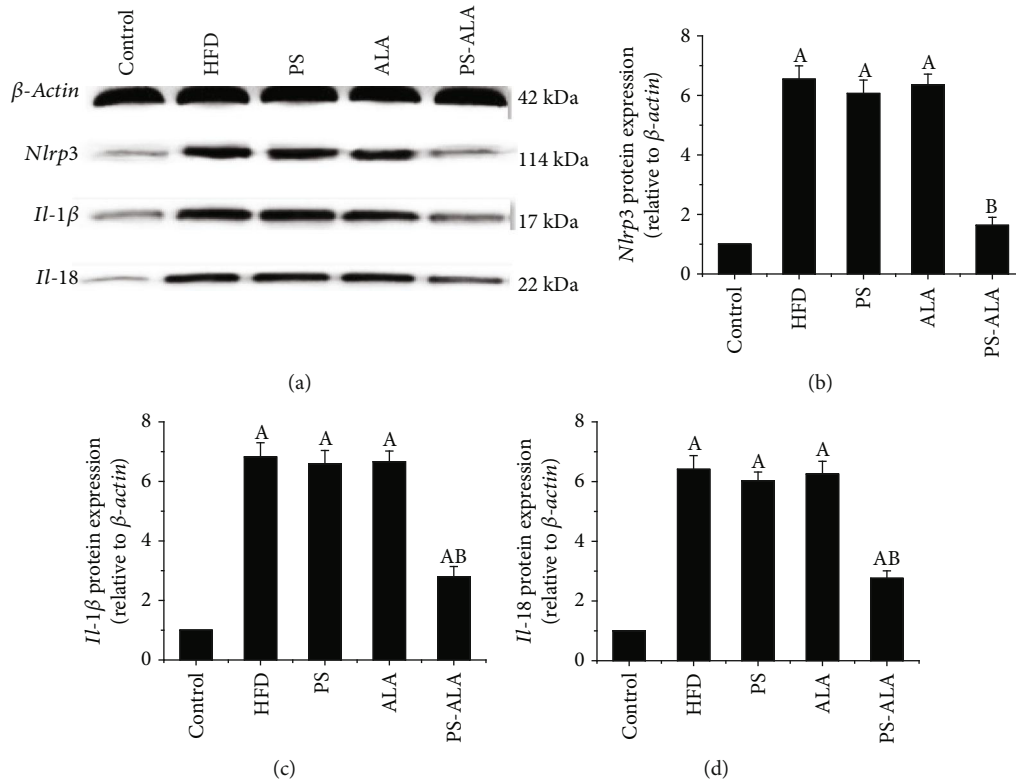 Control
HFD
PS
ALA
PS-ALA
β-Actin
42 kDa
Nlrp3
114 kDa
Il-1β
17 kDa
Il-18
22 kDa
(a)
Nlrp3 protein expression
(relative to β-actin)
8
6
4
2
0
A
A
A
B
Control
HFD
PS
ALA
PS-ALA
(b)
Il-1β protein expression
(relative to β-actin)
8
6
4
2
0
A
A
A
AB
Control
HFD
PS
ALA
PS-ALA
(c)
Il-18 protein expression
(relative to β-actin)
8
6
4
2
0
A
A
A
AB
Control
HFD
PS
ALA
PS-ALA
(d)